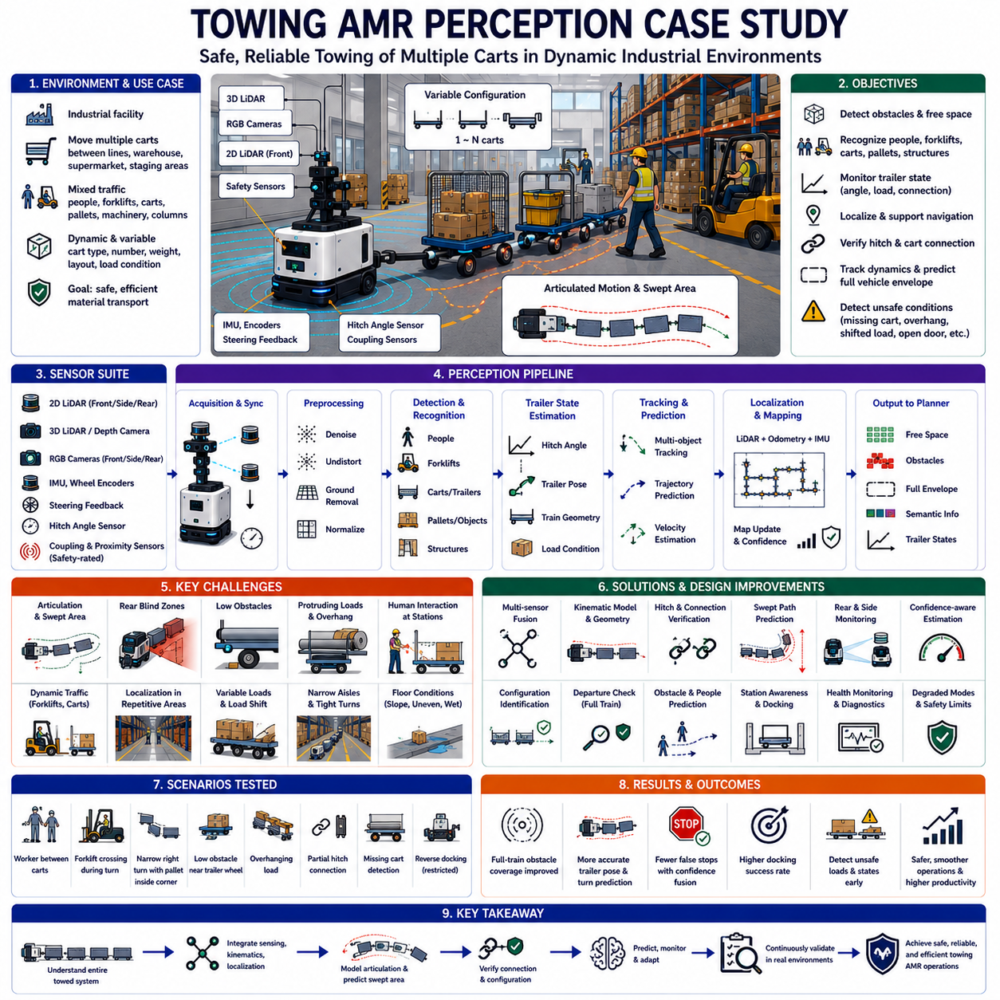 TOWING AMR PERCEPTION CASE STUDY
Safe, Reliable Towing of Multiple Carts in Dynamic Industrial Environments
1. ENVIRONMENT & USE CASE
Industrial facility
Move multiple carts
between lines, warehouse,
supermarket, staging areas
Mixed traffic
people, forklifts, carts,
pallets, machinery, columns
Dynamic & variable
cart type, number, weight,
layout, load condition
Goal: safe, efficient
material transport
3D LiDAR
RGB Cameras
2D LiDAR (Front)
Safety Sensors
Variable Configuration
1 ~ N carts
IMU, Encoders
Steering Feedback
Hitch Angle Sensor
Coupling Sensors
Articulated Motion & Swept Area
2. OBJECTIVES
Detect obstacles & free space
Recognize people, forklifts,
carts, pallets, structures
Monitor trailer state
(angle, load, connection)
Localize & support navigation
Verify hitch & cart connection
Track dynamics & predict
full vehicle envelope
Detect unsafe conditions
(missing cart, overhang,
shifted load, open door, etc.)
3. SENSOR SUITE
2D LiDAR (Front/Side/Rear)
3D LiDAR / Depth Camera
RGB Cameras (Front/Side/Rear)
IMU, Wheel Encoders
Steering Feedback
Hitch Angle Sensor
Coupling & Proximity Sensors
(Safety-rated)
4. PERCEPTION PIPELINE
Acquisition & Sync
Preprocessing
Denoise
Undistort
Ground
Removal
Normalize
Detection &
Recognition
People
Forklifts
Carts/Trailers
Pallets/Objects
Structures
Trailer State
Estimation
Hitch Angle
Trailer Pose
Train Geometry
Load Condition
Tracking &
Prediction
Multi-object
Tracking
Trajectory
Prediction
Velocity
Estimation
Localization
& Mapping
LiDAR + Odometry + IMU
Map Update
& Confidence
Output to Planner
Free Space
Obstacles
Full Envelope
Semantic Info
Trailer States
5. KEY CHALLENGES
Articulation
& Swept Area
Rear Blind Zones
Low Obstacles
Protruding Loads
& Overhang
Human Interaction
at Stations
Dynamic Traffic
(Forklifts, Carts)
Localization in
Repetitive Areas
Variable Loads
& Load Shift
Narrow Aisles
& Tight Turns
Floor Conditions
(Slope, Uneven, Wet)
6. SOLUTIONS & DESIGN IMPROVEMENTS
Multi-sensor
Fusion
Kinematic Model
& Geometry
Hitch & Connection
Verification
Swept Path
Prediction
Rear & Side
Monitoring
Confidence-aware
Estimation
Configuration
Identification
Departure Check
(Full Train)
Obstacle & People
Prediction
Station Awareness
& Docking
Health Monitoring
& Diagnostics
Degraded Modes
& Safety Limits
7. SCENARIOS TESTED
Worker between
carts
Forklift crossing
during turn
Narrow right
turn with pallet
inside corner
Low obstacle
near trailer wheel
Overhanging
load
Partial hitch
connection
Missing cart
detection
Reverse docking
(restricted)
8. RESULTS & OUTCOMES
Full-train obstacle
coverage improved
More accurate
trailer pose &
turn prediction
STOP
Fewer false stops
with confidence
fusion
Higher docking
success rate
Detect unsafe
loads & states
early
Safer, smoother
operations &
higher productivity
9. KEY TAKEAWAY
Understand entire
towed system
Integrate sensing,
kinematics,
localization
Model articulation &
predict swept area
Verify connection
& configuration
Predict, monitor
& adapt
Continuously validate
in real environments
Achieve safe, reliable,
and efficient towing
AMR operations